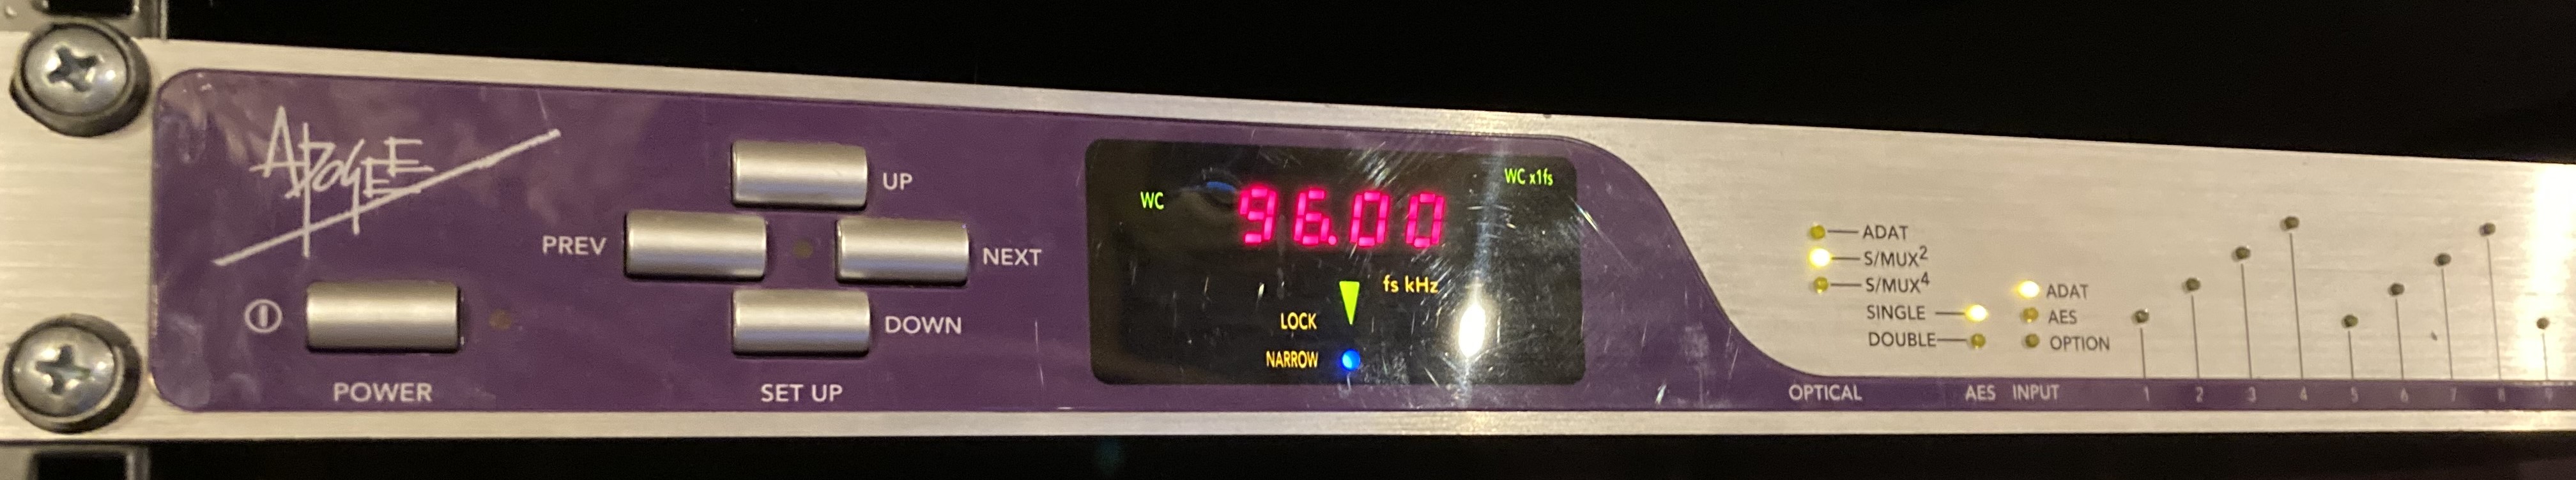 APOGEE
POWER
UP
PREV
NEXT
DOWN
SET UP
WC
WC x1fs
96.00
fs kHz
LOCK
NARROW
ADAT
S/MUX²
S/MUX⁴
SINGLE
DOUBLE
ADAT
AES
OPTION
OPTICAL
AES
INPUT
1 2 3 4 5 6 7 8 9